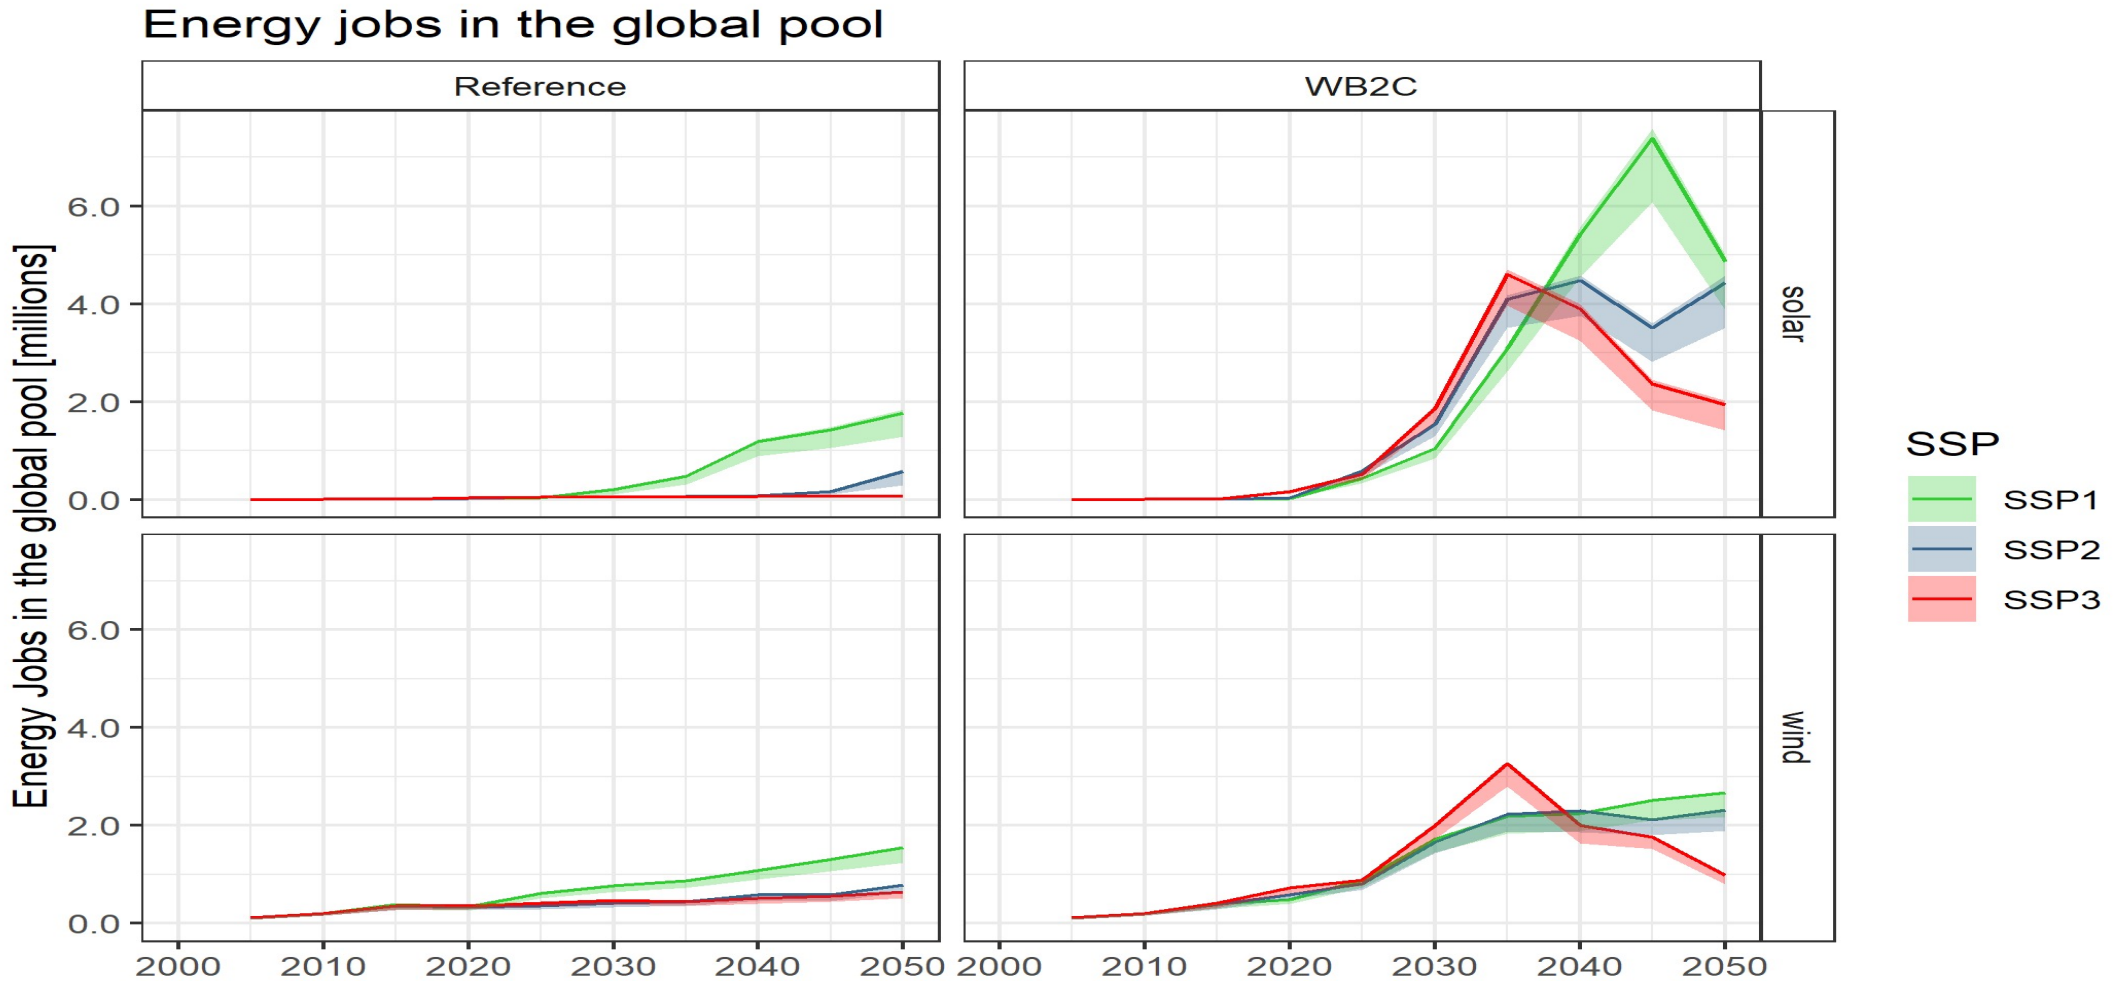 Energy jobs in the global pool
Reference
WB2C
Energy Jobs in the global pool [millions]
6.0
4.0
2.0
0.0
solar
6.0
4.0
2.0
0.0
wind
2000 2010 2020 2030 2040 2050 2000 2010 2020 2030 2040 2050
SSP
SSP1
SSP2
SSP3